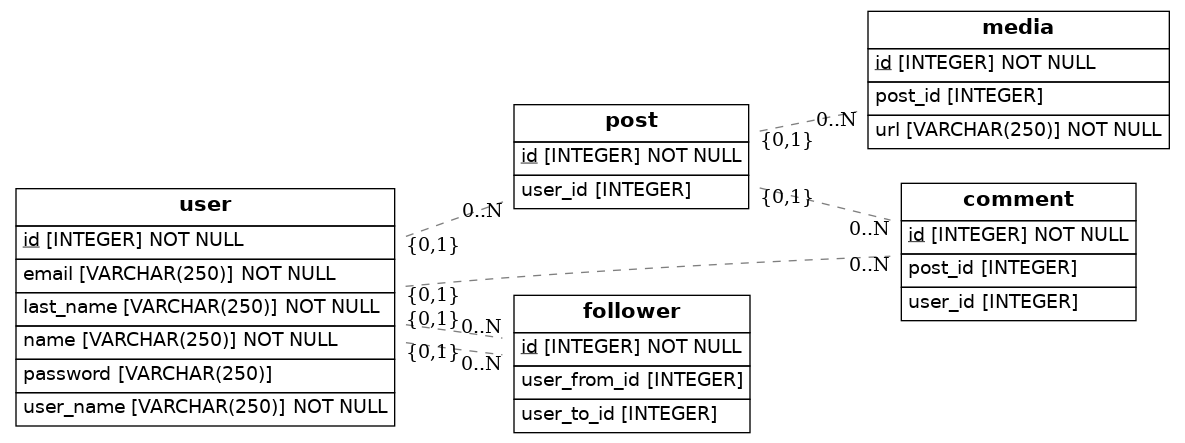 media
id [INTEGER] NOT NULL
post_id [INTEGER]
url [VARCHAR(250)] NOT NULL
post
id [INTEGER] NOT NULL
user_id [INTEGER]
0..N
{0,1}
comment
id [INTEGER] NOT NULL
post_id [INTEGER]
user_id [INTEGER]
{0,1}
0..N
user
id [INTEGER] NOT NULL
email [VARCHAR(250)] NOT NULL
last_name [VARCHAR(250)] NOT NULL
name [VARCHAR(250)] NOT NULL
password [VARCHAR(250)]
user_name [VARCHAR(250)] NOT NULL
0..N
{0,1}
0..N
{0,1}
{0,1}
0..N
{0,1}
0..N
follower
id [INTEGER] NOT NULL
user_from_id [INTEGER]
user_to_id [INTEGER]